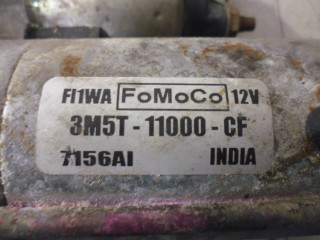 FI1WA FoMoCo 12V
3M5T - 11000 - CF
7156AI INDIA